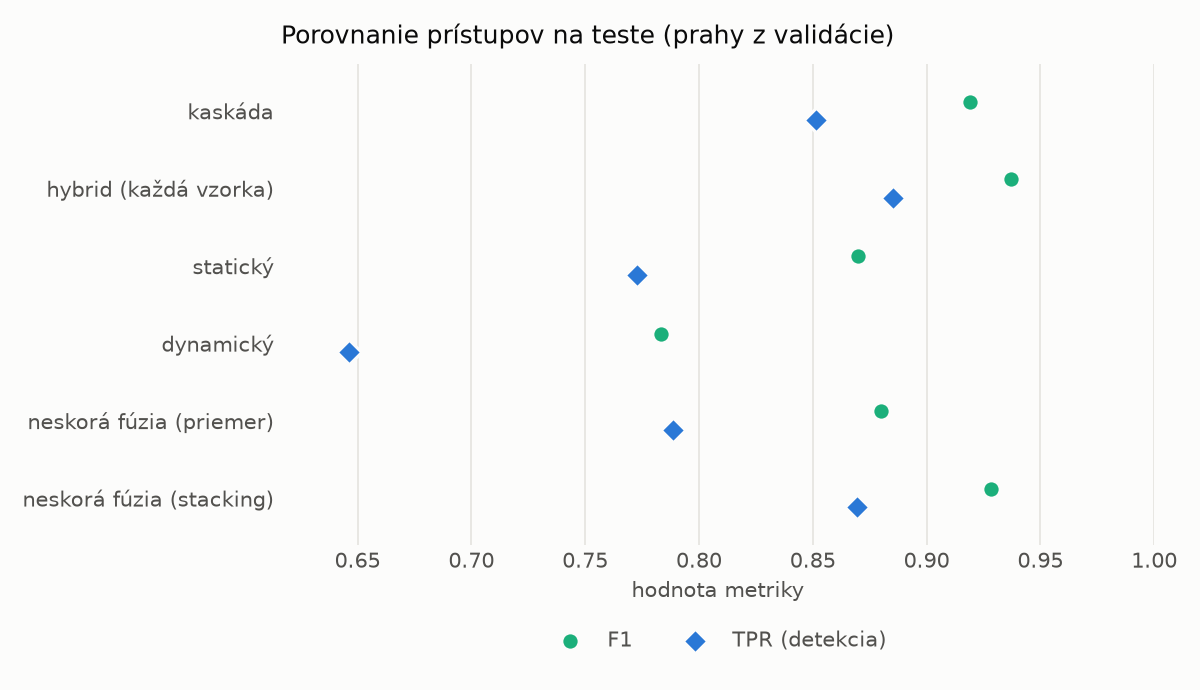 Porovnanie prístupov na teste (prahy z validácie)
kaskáda
hybrid (každá vzorka)
statický
dynamický
neskorá fúzia (priemer)
neskorá fúzia (stacking)
0.65 0.70 0.75 0.80 0.85 0.90 0.95 1.00
hodnota metriky
F1 TPR (detekcia)